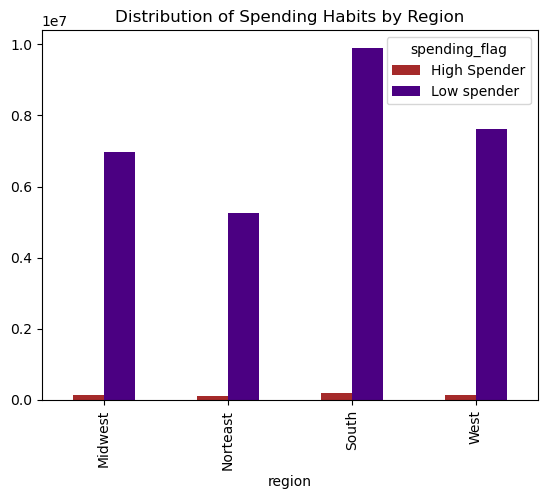 Distribution of Spending Habits by Region
1e7
spending_flag
High Spender
Low spender
1.0
0.8
0.6
0.4
0.2
0.0
Midwest
Norteast
South
West
region